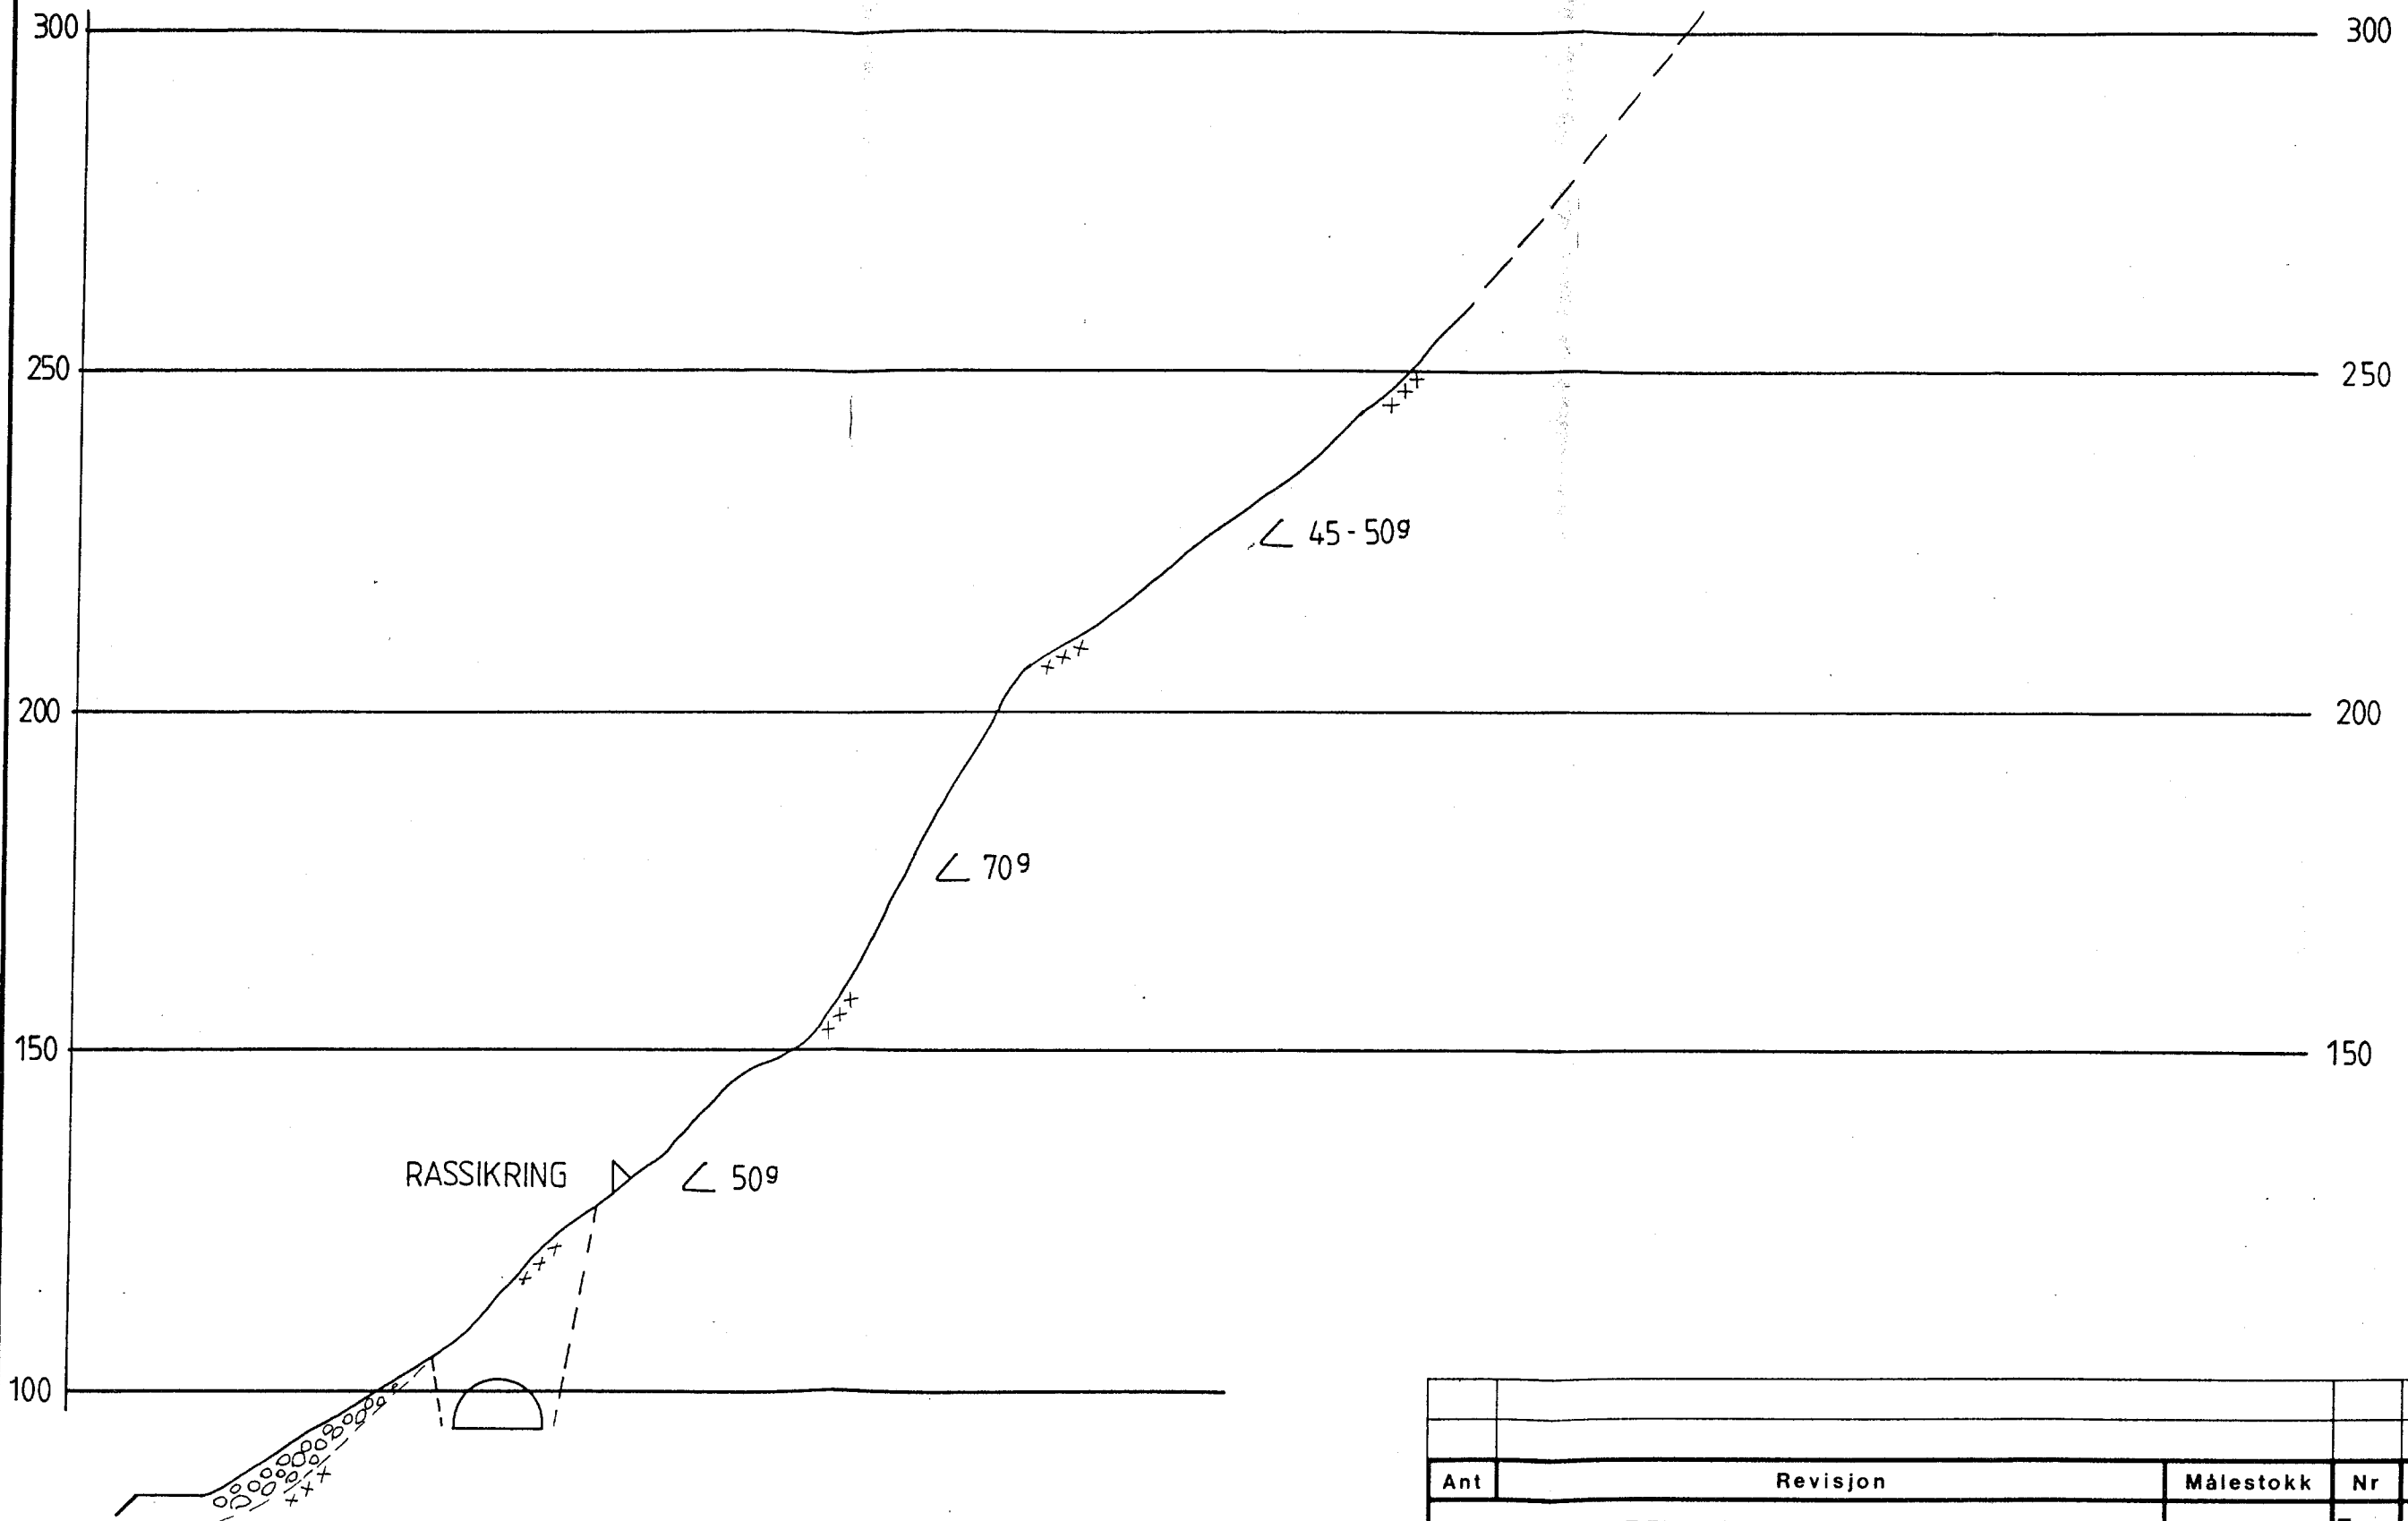 300 300
250 250
∠ 45-50g
200 200
∠ 70g
150 150
RASSIKRING ∠ 50g
100
Ant Revisjon Målestokk Nr